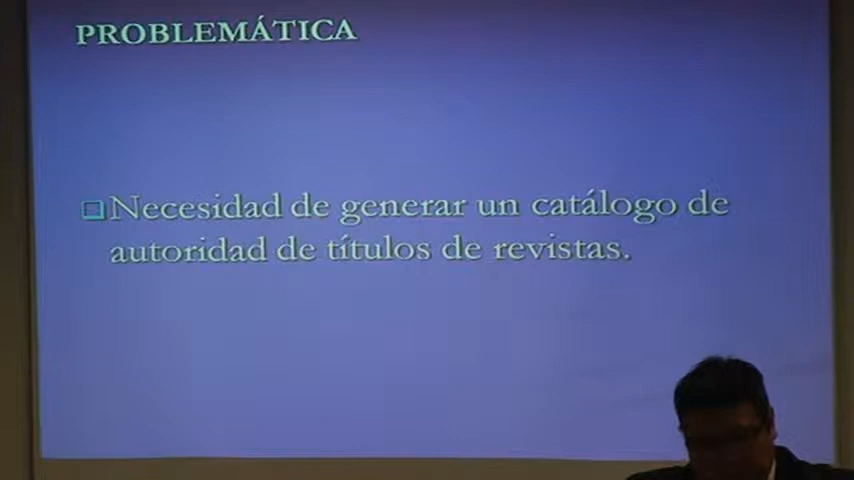 PROBLEMÁTICA
Necesidad de generar un catálogo de
autoridad de títulos de revistas.